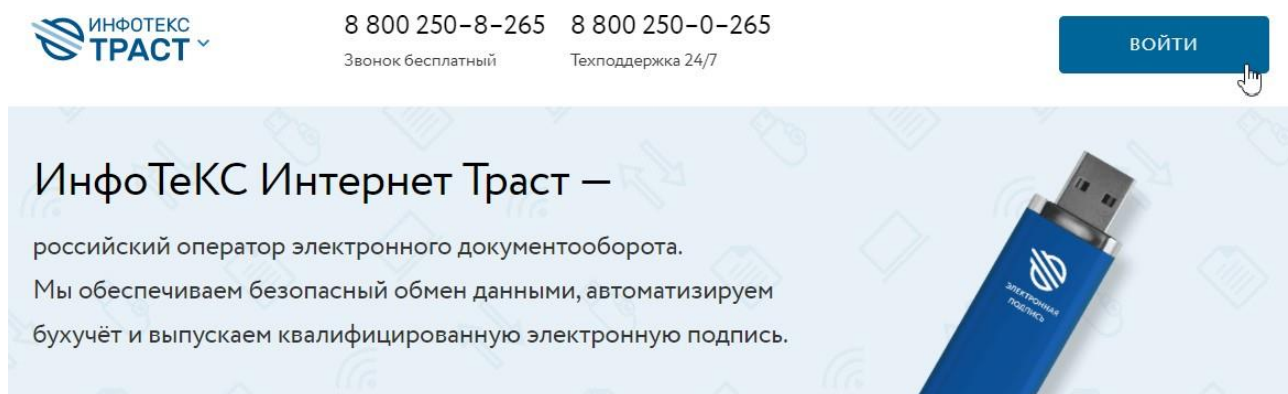 ИНФОТЕКС
ТРАСТ
8 800 250-8-265
Звонок бесплатный
8 800 250-0-265
Техподдержка 24/7
ВОЙТИ
ИнфоТеКС Интернет Траст —
российский оператор электронного документооборота.
Мы обеспечиваем безопасный обмен данными, автоматизируем
бухучёт и выпускаем квалифицированную электронную подпись.
ЭЛЕКТРОННАЯ
ПОДПИСЬ